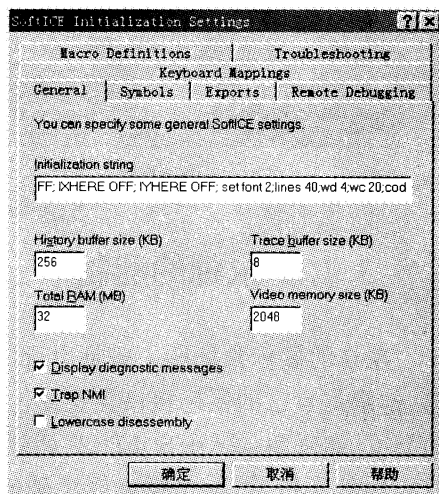 SoftICE Initialization Settings
Macro Definitions Troubleshooting
Keyboard Mappings
General Symbols Exports Remote Debugging
You can specify some general SoftICE settings.
Initialization string
FF; IXHERE OFF; IYHERE OFF; set font 2;lines 40;wd 4;wc 20;cod
History buffer size (KB) Trace buffer size (KB)
256 8
Total RAM (MB) Video memory size (KB)
32 2048
Display diagnostic messages
Trap NMI
Lowercase disassembly
确定 取消 帮助